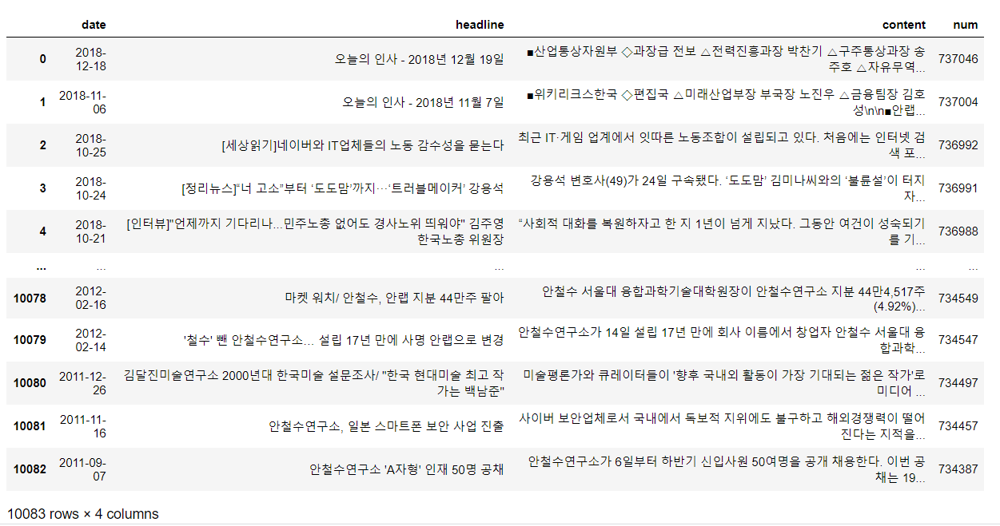 date headline content num
0 2018-12-18 오늘의 인사 - 2018년 12월 19일 ■산업통상자원부 ◇과장급 전보 △전력진흥과장 박찬기 △구주통상과장 송주호 △자유무역... 737046
1 2018-11-06 오늘의 인사 - 2018년 11월 7일 ■위키리크스한국 ◇편집국 △미래산업부장 부국장 노진우 △금융팀장 김호성\n\n■안랩... 737004
2 2018-10-25 [세상읽기]네이버와 IT업체들의 노동 감수성을 묻는다 최근 IT·게임 업계에서 잇따른 노동조합이 설립되고 있다. 처음에는 인터넷 검색 포... 736992
3 2018-10-24 [정리뉴스]“너 고소”부터 ‘도도맘’까지…‘트러블메이커’ 강용석 강용석 변호사(49)가 24일 구속됐다. ‘도도맘’ 김미나씨와의 ‘불륜설’이 터지자... 736991
4 2018-10-21 [인터뷰]"언제까지 기다리나...민주노총 없어도 경사노위 띄워야" 김주영 한국노총 위원장 “사회적 대화를 복원하자고 한 지 1년이 넘게 지났다. 그동안 여건이 성숙되기를 기... 736988
... ... ... ... ...
10078 2012-02-16 마켓 워치/ 안철수, 안랩 지분 44만주 팔아 안철수 서울대 융합과학기술대학원장이 안철수연구소 지분 44만4,517주(4.92%)... 734549
10079 2012-02-14 '철수' 뺀 안철수연구소… 설립 17년 만에 사명 안랩으로 변경 안철수연구소가 14일 설립 17년 만에 회사 이름에서 창업자 안철수 서울대 융합과학... 734547
10080 2011-12-26 김달진미술연구소 2000년대 한국미술 설문조사/ "한국 현대미술 최고 작가는 백남준" 미술평론가와 큐레이터들이 '향후 국내외 활동이 가장 기대되는 젊은 작가'로 미디어 ... 734497
10081 2011-11-16 안철수연구소, 일본 스마트폰 보안 사업 진출 사이버 보안업체로서 국내에서 독보적 지위에도 불구하고 해외경쟁력이 떨어진다는 지적을... 734457
10082 2011-09-07 안철수연구소 'A자형' 인재 50명 공채 안철수연구소가 6일부터 하반기 신입사원 50여명을 공개 채용한다. 이번 공채는 19... 734387
10083 rows × 4 columns